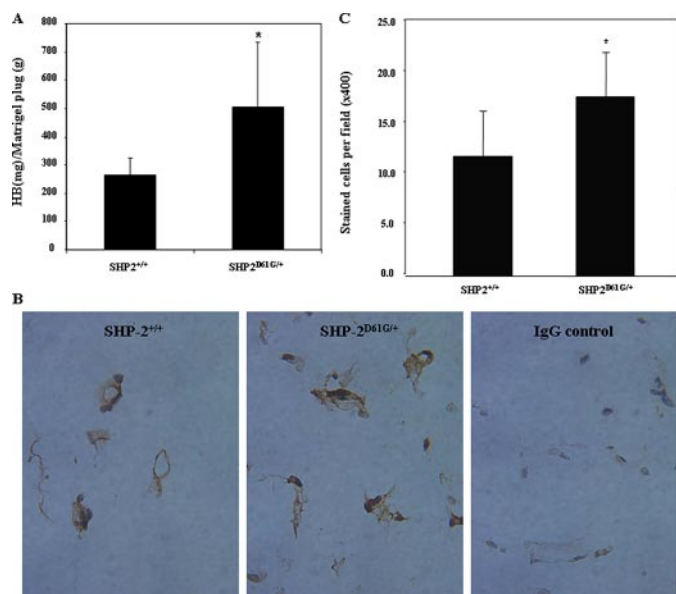 A
HB(mg)/Matrigel plug (g)
800
700
600
500
400
300
200
100
0
*
SHP2+/+
SHP2D61G/+
C
Stained cells per field (x400)
25.0
20.0
15.0
10.0
5.0
0.0
+
SHP2+/+
SHP2D61G/+
B
SHP-2+/+
SHP-2D61G/+
IgG control